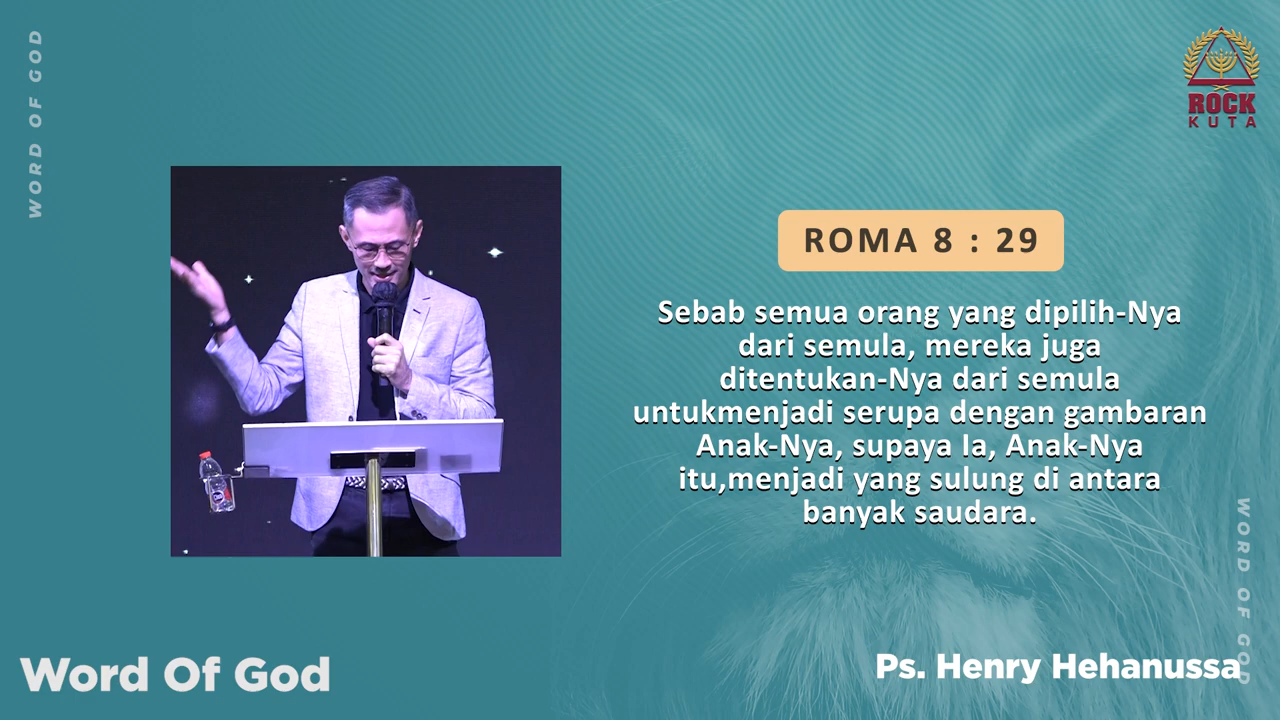 WORD OF GOD
ROCK
KUTA
ROMA 8 : 29
Sebab semua orang yang dipilih-Nya
dari semula, mereka juga
ditentukan-Nya dari semula
untukmenjadi serupa dengan gambaran
Anak-Nya, supaya Ia, Anak-Nya
itu,menjadi yang sulung di antara
banyak saudara.
WORD OF GOD
Word Of God
Ps. Henry Hehanussa